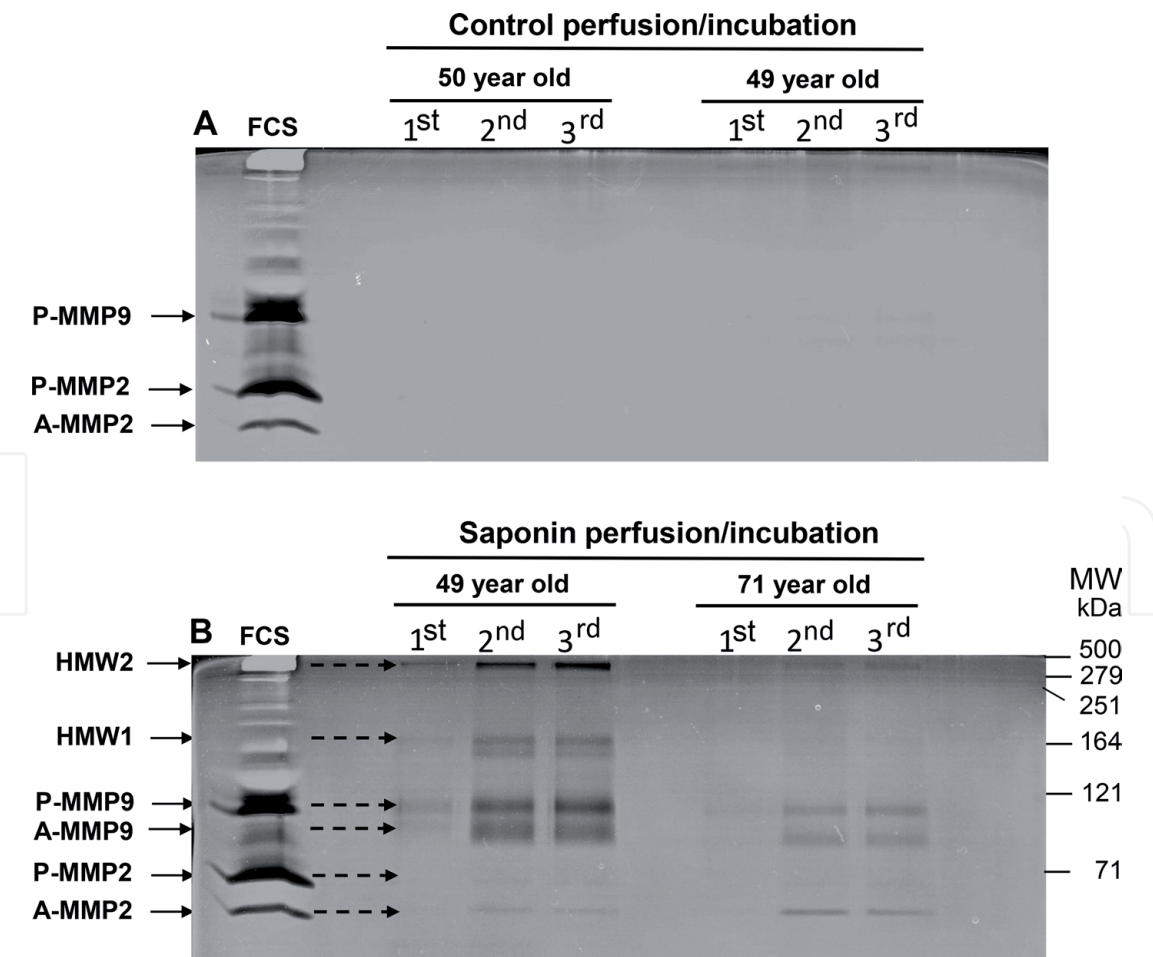 Control perfusion/incubation
50 year old 49 year old
A FCS 1st 2nd 3rd 1st 2nd 3rd
P-MMP9
P-MMP2
A-MMP2
Saponin perfusion/incubation
49 year old 71 year old
MW
kDa
B FCS 1st 2nd 3rd 1st 2nd 3rd
HMW2 500
279
251
HMW1 164
P-MMP9 121
A-MMP9
P-MMP2 71
A-MMP2